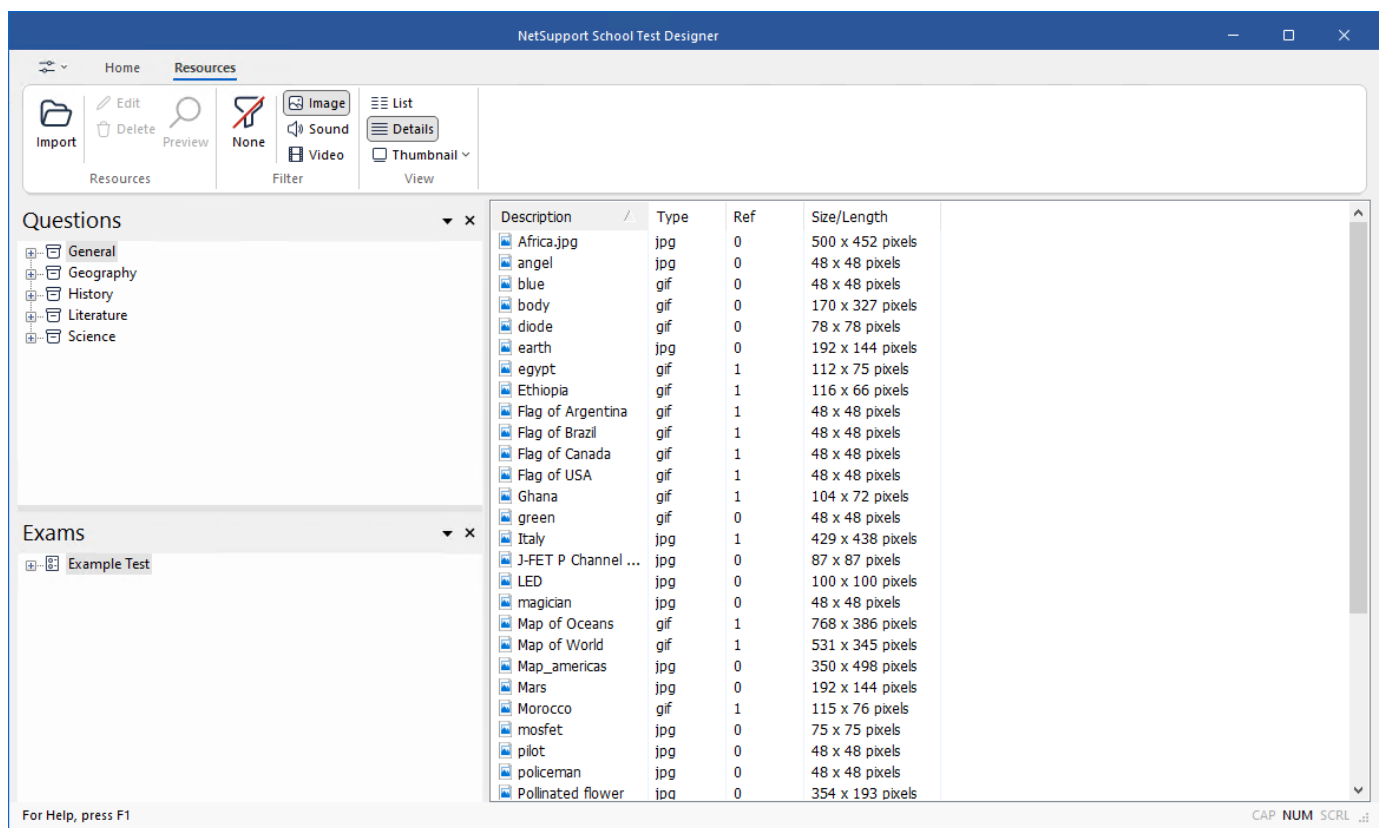 NetSupport School Test Designer
Home Resources
Import Edit Delete Preview None Image Sound Video List Details Thumbnail
Resources Filter View
Questions
General
Geography
History
Literature
Science
Exams
Example Test
Description Type Ref Size/Length
Africa.jpg jpg 0 500 x 452 pixels
angel jpg 0 48 x 48 pixels
blue gif 0 48 x 48 pixels
body gif 0 170 x 327 pixels
diode gif 0 78 x 78 pixels
earth jpg 0 192 x 144 pixels
egypt gif 1 112 x 75 pixels
Ethiopia gif 1 116 x 66 pixels
Flag of Argentina gif 1 48 x 48 pixels
Flag of Brazil gif 1 48 x 48 pixels
Flag of Canada gif 1 48 x 48 pixels
Flag of USA gif 1 48 x 48 pixels
Ghana gif 1 104 x 72 pixels
green gif 0 48 x 48 pixels
Italy jpg 1 429 x 438 pixels
J-FET P Channel ... jpg 0 87 x 87 pixels
LED jpg 0 100 x 100 pixels
magician jpg 0 48 x 48 pixels
Map of Oceans gif 1 768 x 386 pixels
Map of World gif 1 531 x 345 pixels
Map_americas jpg 0 350 x 498 pixels
Mars jpg 0 192 x 144 pixels
Morocco gif 1 115 x 76 pixels
mosfet jpg 0 75 x 75 pixels
pilot jpg 0 48 x 48 pixels
policeman jpg 0 48 x 48 pixels
Pollinated flower jpg 0 354 x 193 pixels
For Help, press F1 CAP NUM SCRL